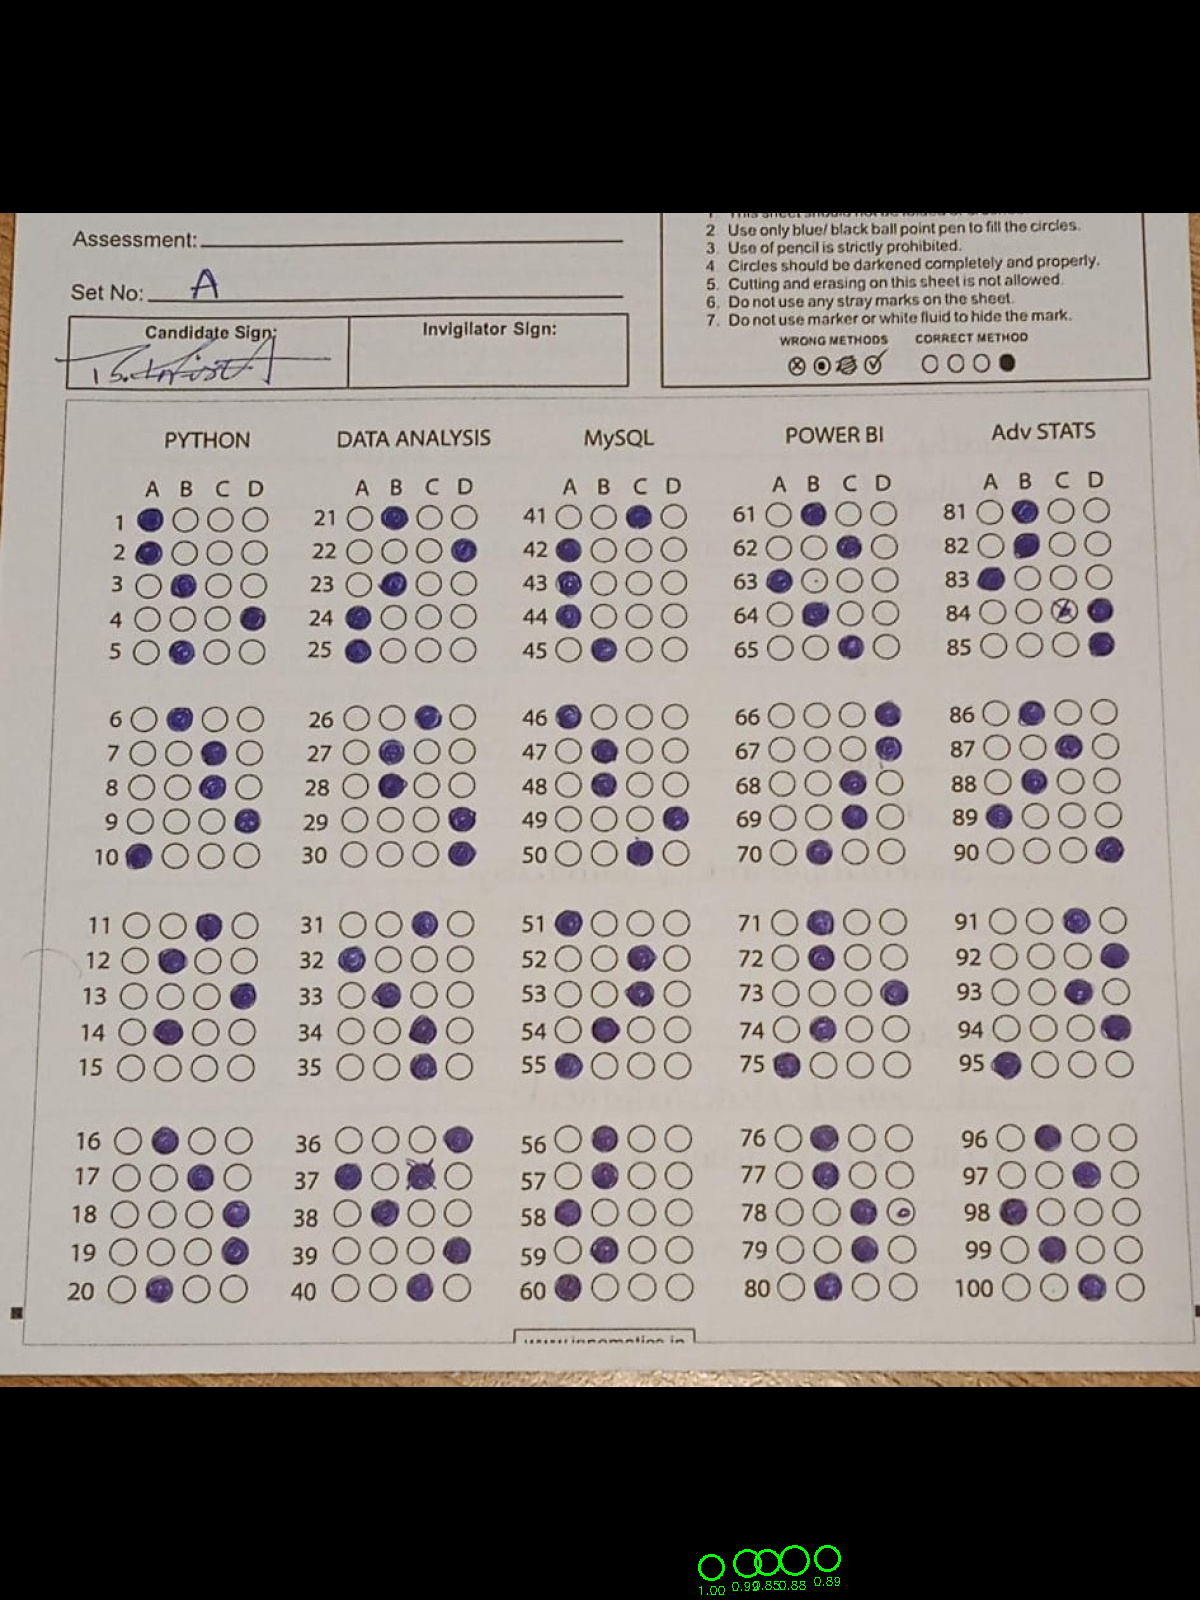 Assessment:
Set No: A
Candidate Sign:
Invigilator Sign:
2 Use only blue/ black ball point pen to fill the circles.
3. Use of pencil is strictly prohibited.
4 Circles should be darkened completely and properly.
5. Cutting and erasing on this sheet is not allowed.
6. Do not use any stray marks on the sheet.
7. Do not use marker or white fluid to hide the mark.
WRONG METHODS CORRECT METHOD
PYTHON DATA ANALYSIS MySQL POWER BI Adv STATS
A B C D A B C D A B C D A B C D A B C D
1 21 41 61 81
2 22 42 62 82
3 23 43 63 83
4 24 44 64 84
5 25 45 65 85
6 26 46 66 86
7 27 47 67 87
8 28 48 68 88
9 29 49 69 89
10 30 50 70 90
11 31 51 71 91
12 32 52 72 92
13 33 53 73 93
14 34 54 74 94
15 35 55 75 95
16 36 56 76 96
17 37 57 77 97
18 38 58 78 98
19 39 59 79 99
20 40 60 80 100
1.00 0.88 0.89